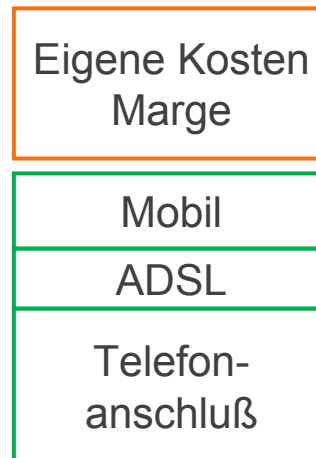 Eigene Kosten
Marge
Mobil
ADSL
Telefon-
anschluß